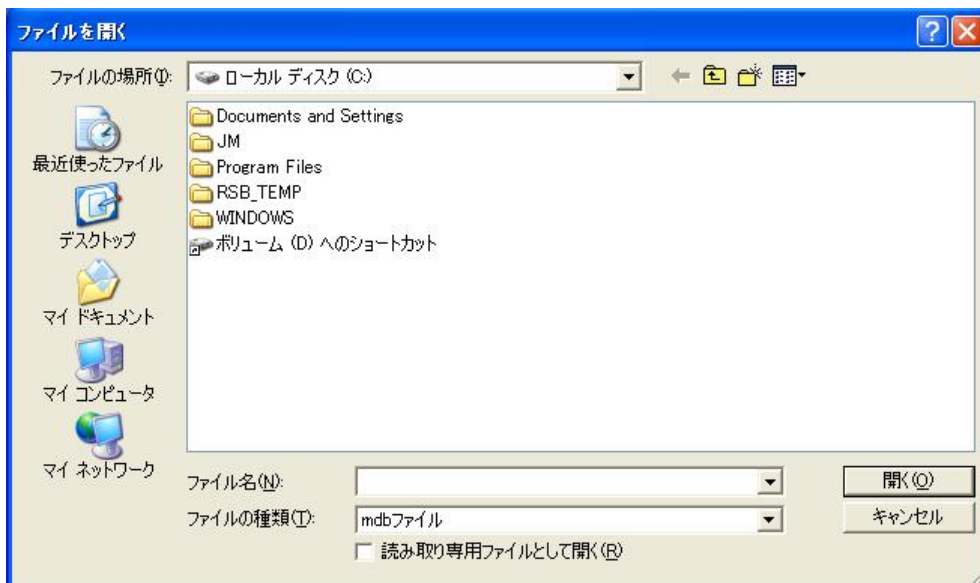 ファイルを開く
ファイルの場所(I): ローカル ディスク (C:)
Documents and Settings
JM
Program Files
RSB_TEMP
WINDOWS
ボリューム (D) へのショートカット
最近使ったファイル
デスクトップ
マイ ドキュメント
マイ コンピュータ
マイ ネットワーク
ファイル名(N):
開く(O)
ファイルの種類(T): mdbファイル
キャンセル
読み取り専用ファイルとして開く(R)